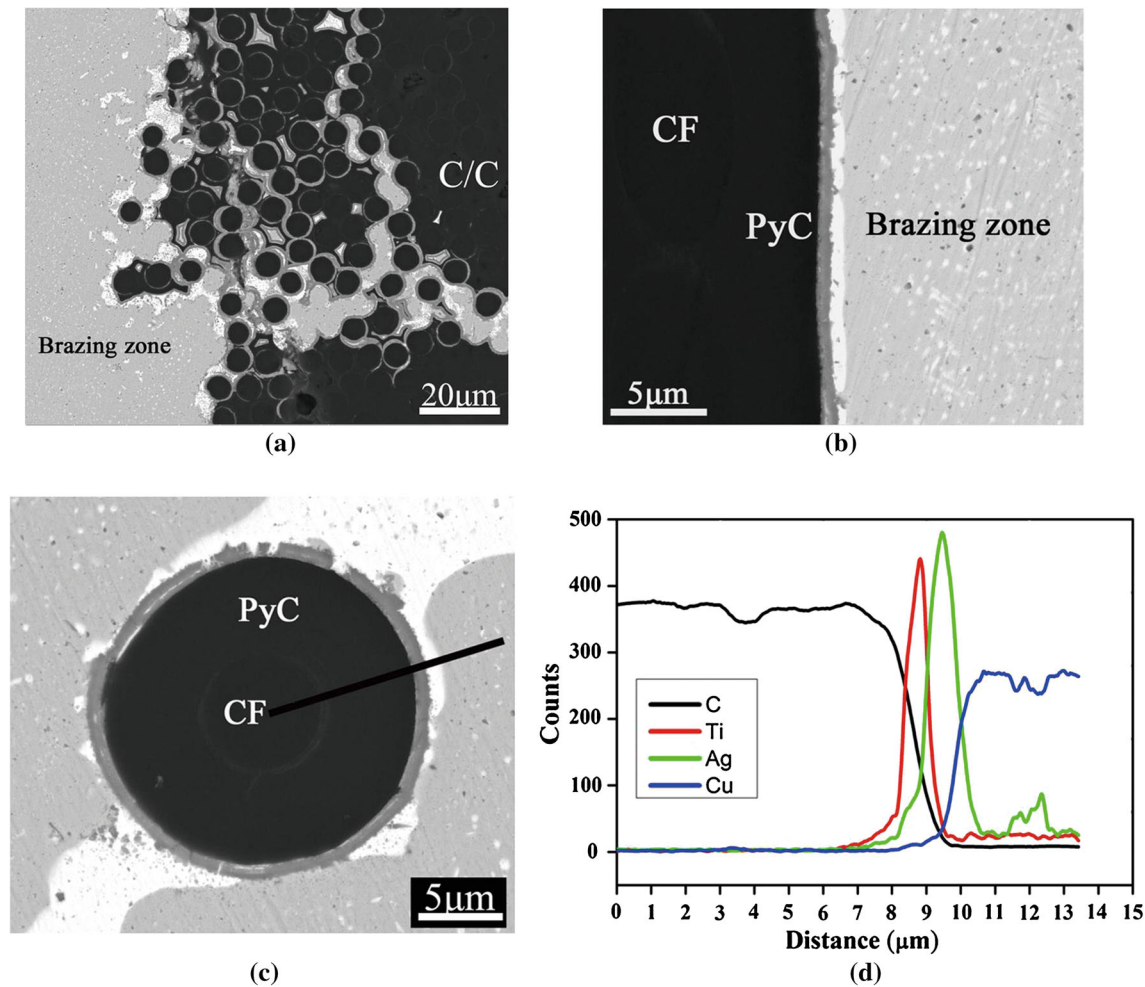 C/C
Brazing zone
20μm
(a)
CF
PyC
Brazing zone
5μm
(b)
PyC
CF
5μm
(c)
500
400
300
200
100
0
Counts
C
Ti
Ag
Cu
0 1 2 3 4 5 6 7 8 9 10 11 12 13 14 15
Distance (μm)
(d)